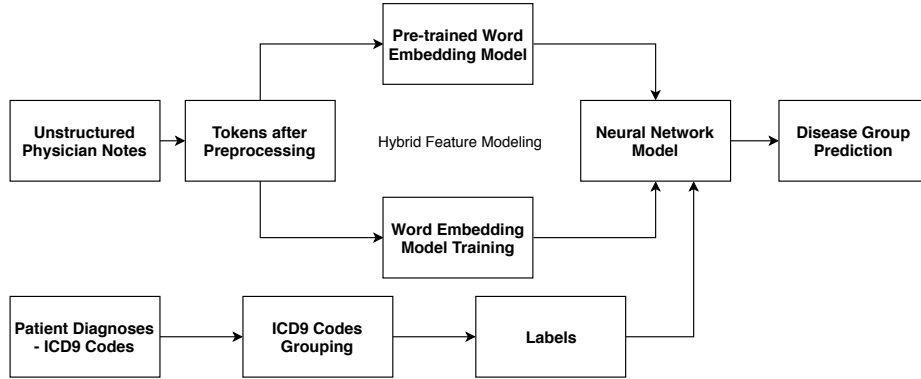 Pre-trained Word
Embedding Model
Unstructured
Physician Notes
Tokens after
Preprocessing
Hybrid Feature Modeling
Neural Network
Model
Disease Group
Prediction
Word Embedding
Model Training
Patient Diagnoses
- ICD9 Codes
ICD9 Codes
Grouping
Labels